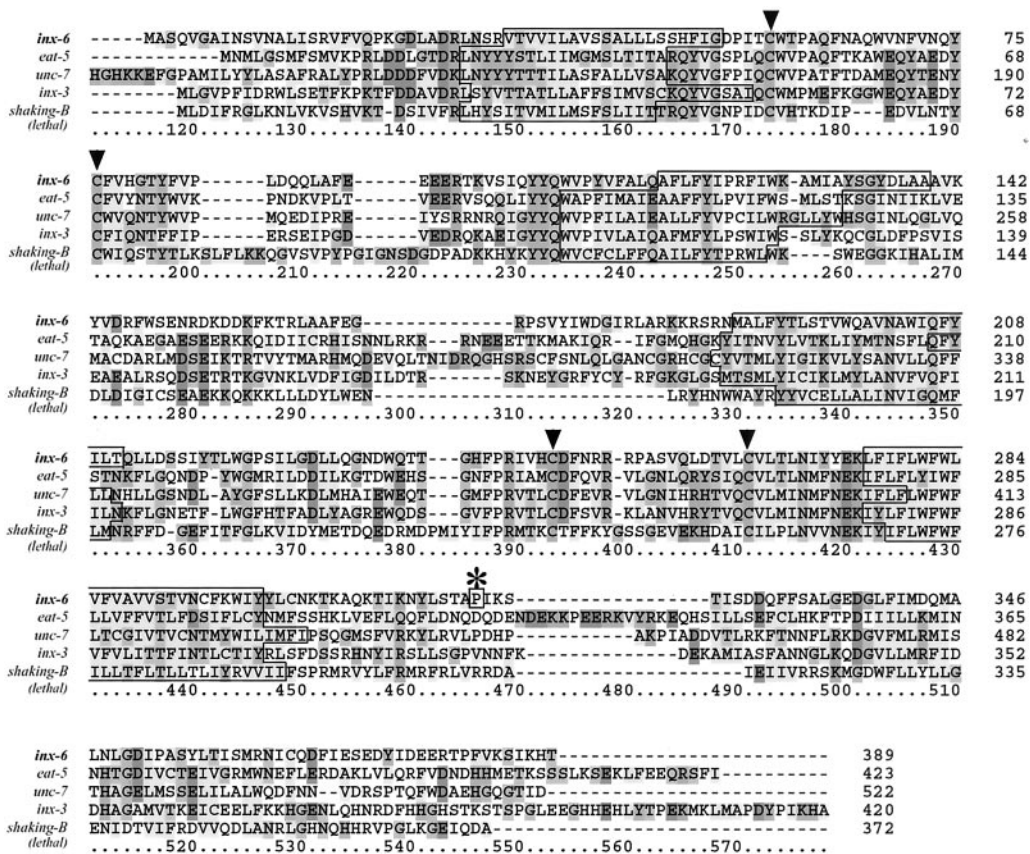 inx-6 ------MASQVGAINSVNALISRVFVQPKGDLADRLNSRVTVVILAVSSALLLSSHFIGDPITCWTPAQFNAQWVNFVNQY 75
eat-5 -------------MNMLGSMFSMVKPRLDDLGTDRLNYYYSTLIIMGMSLTITARQYVGSPLQCWVPAQFTKAWEQYAEDY 68
unc-7 HGHKKEFGPAMILYYLASAFRALYPRLDDDFVDRLNYYYTTTILASFALLVSAKQYVGFPIQCWVPATFTDAMEQYTENY 190
inx-3 ---------MLGVPFIDRWLSETFKPKTFDDAVDRLSYVTTATLLAFFSIMVSCKQYVGSAIQCWMPMEFKGGWEQYAEDY 72
shaking-B ---------MLDIFRGLKNLVKVSHVKT-DSIVFRLHYSITVMILMSFSLIITTRQYVGNPIDCVHTKDIP---EDVLNTY 68
(lethal) ......120.......130.......140.......150.......160.......170.......180.......190
inx-6 CFVHGTYFVP------LDQQLAFE------EEERTKVSIQYYQWVPYVFALQAFLFYIPRFIWK-AMIAYSGYDLAAAVK 142
eat-5 CFVYNTYWVK------PNDKVPLT------VEERVSQQLIYYQWAPFIMAIEAAFFYLPVIFWS-MLSTKSGINIIKLVE 135
unc-7 CWVQNTYWVP------MQEDIPRE------IYSRRNRQIGYYQWVPFILAIEALLFYVPCILWRGLLYWHSGINLQGLVQ 258
inx-3 CFIQNTFFIP------ERSEIPGD------VEDRQKAEIGYYQWVPIVLAIQAFMFYLPSWIWS-SLYKQCGLDFPSVIS 139
shaking-B CWIQSTYTLKSLFLKKQGVSVPYPGIGNSDGDPADKKHYKYYQWVCFCLFFQAILFYTPRWLWK----SWEGGKIHALIM 144
(lethal) .......200.......210.......220.......230.......240.......250.......260.......270
inx-6 YVDRFWSENRDKDDKFKTRLAAFEG--------------RPSVYIWDGIRLARKKRSRNMALFYTLSTVWQAVNAWIQFY 208
eat-5 TAQKAEGAESEERKKQIDIICRHISNNLRKR--RNEEETTKMAKIQR-IFGMQHGKYITNVYLVTKLIYMTNSFLQFY 210
unc-7 MACDARLMDSEIKTRTVYTMARHMQDEVQLTNIDRQGHSRSCFSNLQLGANCGRHCGCYVTMLYIGIKVLYSANVLLQFF 338
inx-3 EAEALRSQDSETRTKGVNKLVDFIGDILDTR------SKNEYGRFYCYR-FGKGLGSMTSMLYICIKLMYLANVFVQFI 211
shaking-B DLDIGICSEAEKKQKKKLLLDYLWEN-----------LRYHNWWAYRYYVCELLALINVIGQMF 197
(lethal) .......280.......290.......300.......310.......320.......330.......340.......350
inx-6 ILTQLLDSSIYTLWGPSILGDLLQGNDWQTT---GHFPRIVHCDFNRR-RPASVQLDTVLCVLTLNIYYEKLFIFLWFWL 284
eat-5 STNKFLGQNDP-YWGMRILDDILKGTDWEHS---GNFPRIAMCDFQVR-VLGNLQRYSIQCVLTLNMFNEKIFLFLYIWF 285
unc-7 LLNHLLGSNDL-AYGFSLLKDLMHAIEWEQT---GMFPRVTLCDFEVR-VLGNIHRHTVQCVLMINMFNEKIFLFLWFWF 413
inx-3 ILNKFLGNETF-LWGFHTFADLYAGREWQDS---GVFPRVTLCDFSVR-KLANVHRYTVQCVLMINMFNEKIYLFIWFWF 286
shaking-B LMNRFFD-GEFITFGLKVIDYMETDQEDRMDPMIYIFPRMTKCTFFKYGSSGEVEKHDAICILPLNVVNEKIYIFLWFWF 276
(lethal) .......360.......370.......380.......390.......400.......410.......420.......430
*
inx-6 VFVAVVSTVNCFKWIYYLCNKTKAQKTIKNYLSTAPIKS----------------TISDDQFFSALGEDGLFIMDQMA 346
eat-5 LLVFFVTLFDSIFLCYNMFSSHKLVEFLQQFLDNQDQDENDEKKPEERKVYRKEQHSILLSEFCLHKFTPDIIILLKMIN 365
unc-7 LTCGIVTVCNTMYWILIMFIPSQGMSFVRKYLRVLPDHP-----------AKPIADDVTLRKFTNNFLRKDGVFMLRMIS 482
inx-3 VFVLITTFINTLCTIYRLSFDSSRHNYIRSLLSGPVNNFK-------------DEKAMIASFANNGLKQDGVLLMRFID 352
shaking-B ILLTFLTLLTLIYRVVIIFSPRMRVYLFRMRFRLVRRDA---------------------IEIIVRRSKMGDWFLLYLLG 335
(lethal) .......440.......450.......460.......470.......480.......490.......500.......510
inx-6 LNLGDIPASYLTISMRNICQDFIESEDYIDEERTPFVKSIKHT------------------------- 389
eat-5 NHTGDIVCTEIVGRMWNEFLERDAKLVLQRFVDNDHHMETKSSSLKSEKLFEEQRSFI---------- 423
unc-7 THAGELMSSELILALWQDFNN--VDRSPTQFWDAEHGQGTID-------------------------- 522
inx-3 DHAGAMVTKEICEELFKKHGENLQHNRDFHHGHSTKSTSPGLEEGHHEHLYTPEKMKLMAPDYPIKHA 420
shaking-B ENIDTVIFRDVVQDLANRLGHNQHHRVPGLKGEIQDA------------------------------- 372
(lethal) .......520.......530.......540.......550.......560.......570........